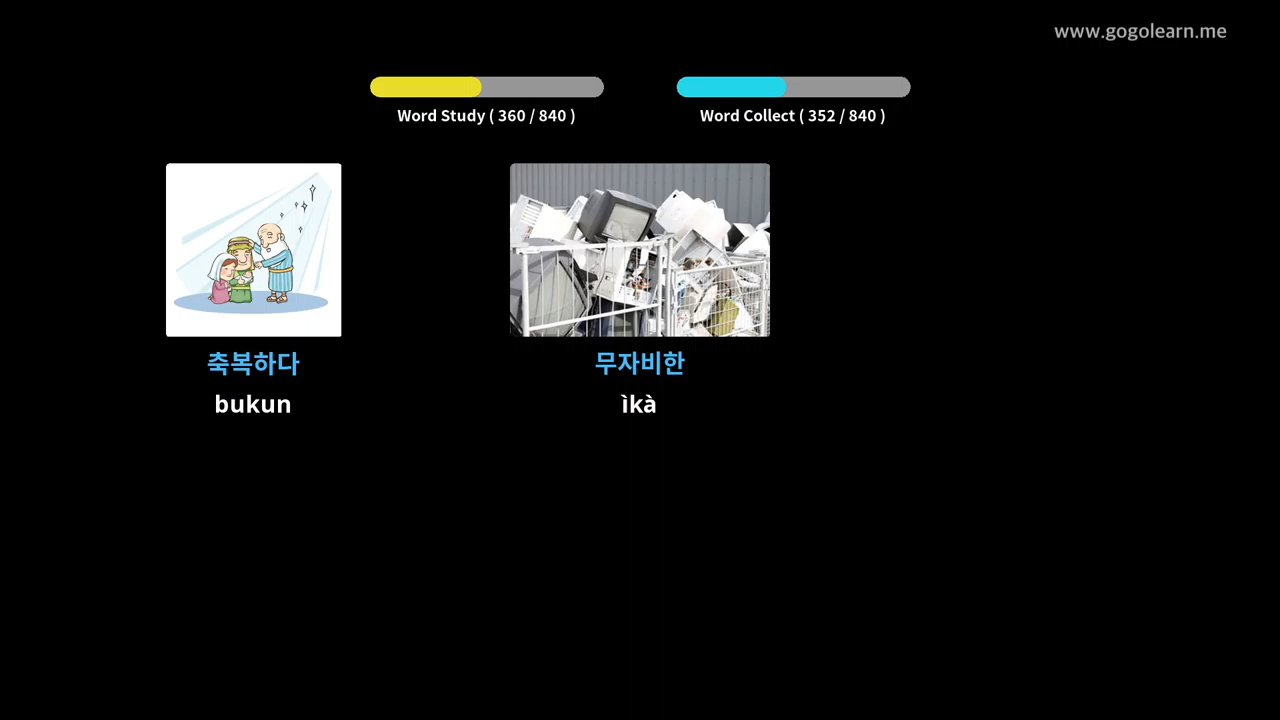 www.gogolearn.me
Word Study ( 360 / 840 )
Word Collect ( 352 / 840 )
축복하다
무자비한
bukun
ìkà